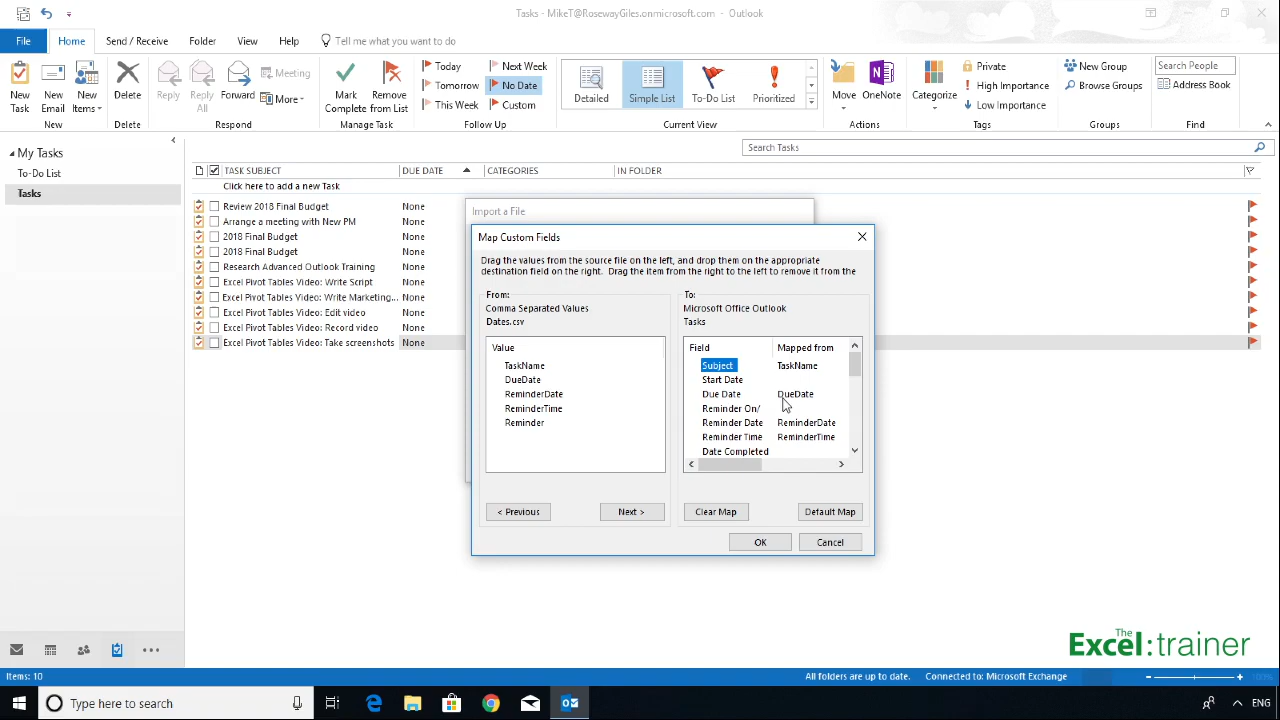 Tasks - MikeT@RosewayGiles.onmicrosoft.com - Outlook
File Home Send / Receive Folder View Help Tell me what you want to do
New Task
New Email
New Items
Delete
Reply
Reply All
Forward
Meeting
More
Mark Complete
Remove from List
Today
Tomorrow
This Week
Next Week
No Date
Custom
Detailed
Simple List
To-Do List
Prioritized
Move
OneNote
Categorize
Private
High Importance
Low Importance
New Group
Browse Groups
Search People
Address Book
New Delete Respond Manage Task Follow Up Current View Actions Tags Groups Find
My Tasks
To-Do List
Tasks
Search Tasks
TASK SUBJECT DUE DATE CATEGORIES IN FOLDER
Click here to add a new Task
Review 2018 Final Budget None
Arrange a meeting with New PM None
2018 Final Budget None
2018 Final Budget None
Research Advanced Outlook Training None
Excel Pivot Tables Video: Write Script None
Excel Pivot Tables Video: Write Marketing... None
Excel Pivot Tables Video: Edit video None
Excel Pivot Tables Video: Record video None
Excel Pivot Tables Video: Take screenshots None
Import a File
Map Custom Fields
Drag the values from the source file on the left, and drop them on the appropriate
destination field on the right. Drag the item from the right to the left to remove it from the
From:
Comma Separated Values
Dates.csv
Value
TaskName
DueDate
ReminderDate
ReminderTime
Reminder
< Previous Next >
To:
Microsoft Office Outlook
Tasks
Field Mapped from
Subject TaskName
Start Date
Due Date DueDate
Reminder On/
Reminder Date ReminderDate
Reminder Time ReminderTime
Date Completed
Clear Map Default Map
OK Cancel
The
Excel:trainer
Items: 10 All folders are up to date. Connected to: Microsoft Exchange
Type here to search
ENG